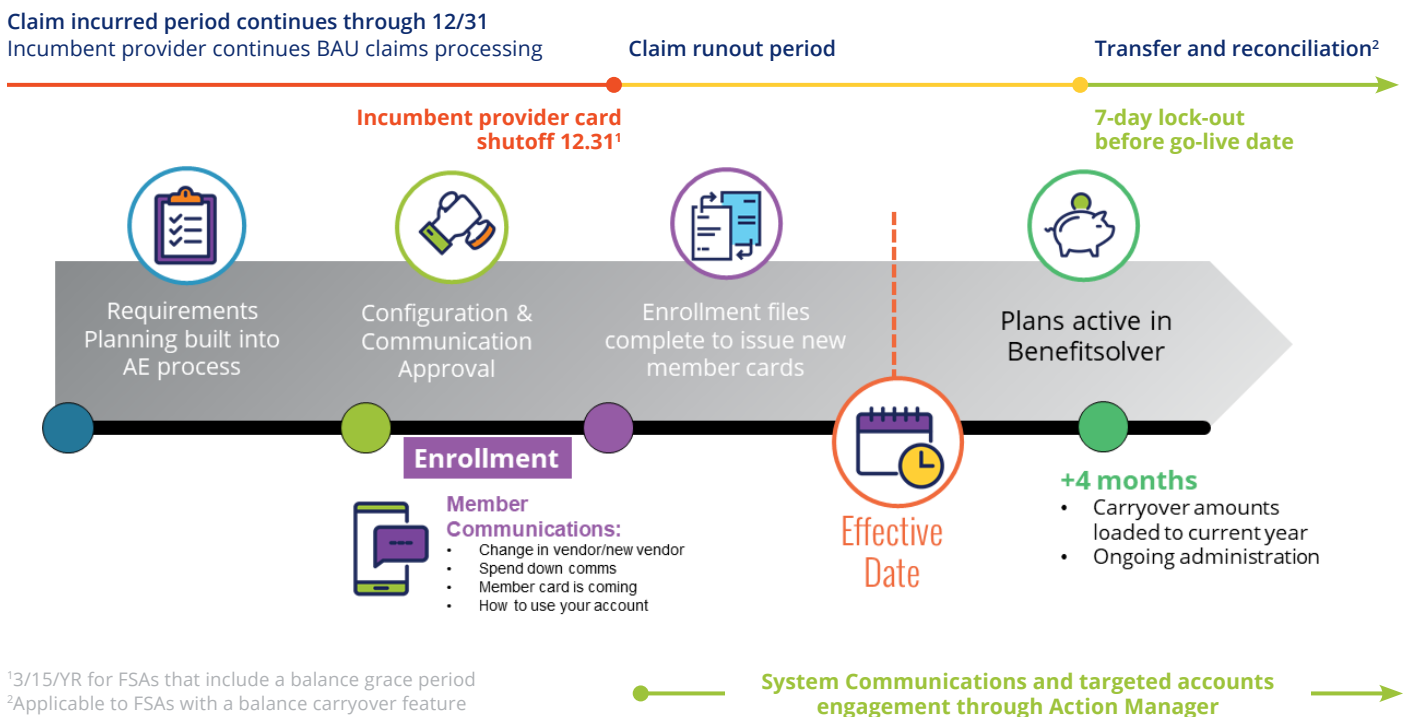 Claim incurred period continues through 12/31
Incumbent provider continues BAU claims processing
Claim runout period
Transfer and reconciliation²
Incumbent provider card
shutoff 12.31¹
7-day lock-out
before go-live date
Requirements
Planning built into
AE process
Configuration &
Communication
Approval
Enrollment files
complete to issue new
member cards
Plans active in
Benefitsolver
Enrollment
Member
Communications:
• Change in vendor/new vendor
• Spend down comms
• Member card is coming
• How to use your account
Effective
Date
+4 months
• Carryover amounts
loaded to current year
• Ongoing administration
¹3/15/YR for FSAs that include a balance grace period
²Applicable to FSAs with a balance carryover feature
System Communications and targeted accounts
engagement through Action Manager